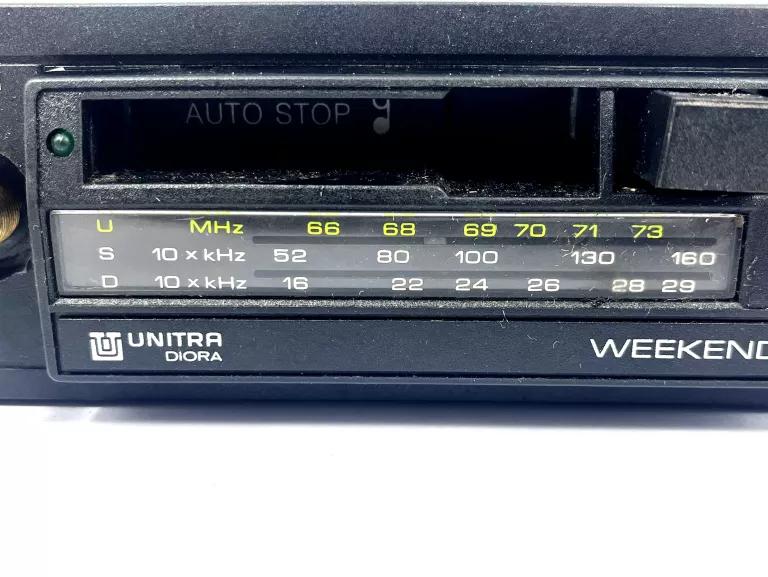 AUTO STOP
U MHz 66 68 69 70 71 73
S 10 x kHz 52 80 100 130 160
D 10 x kHz 16 22 24 26 28 29
UNITRA
DIORA
WEEKEND